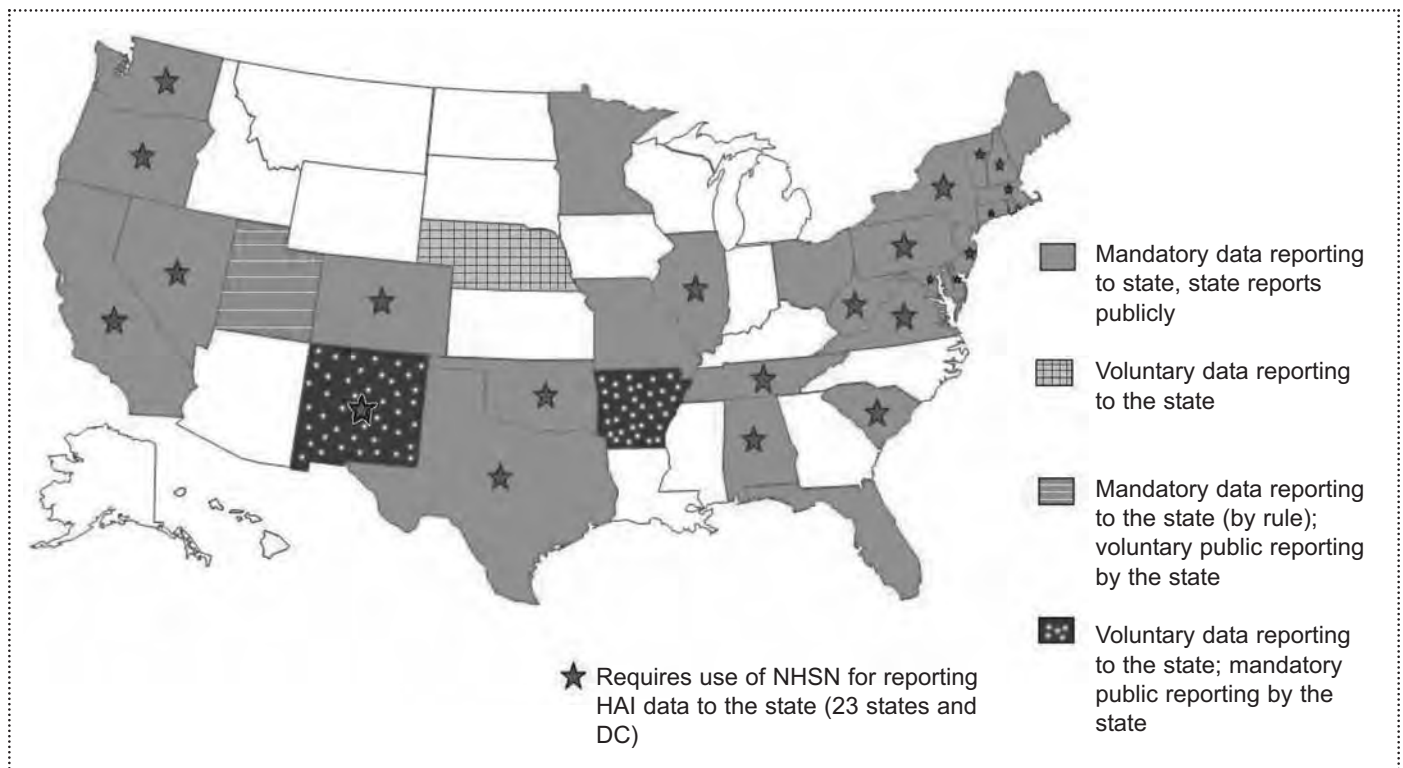 Mandatory data reporting
to state, state reports
publicly
Voluntary data reporting
to the state
Mandatory data reporting
to the state (by rule);
voluntary public reporting
by the state
Voluntary data reporting
to the state; mandatory
public reporting by the
state
Requires use of NHSN for reporting
HAI data to the state (23 states and
DC)